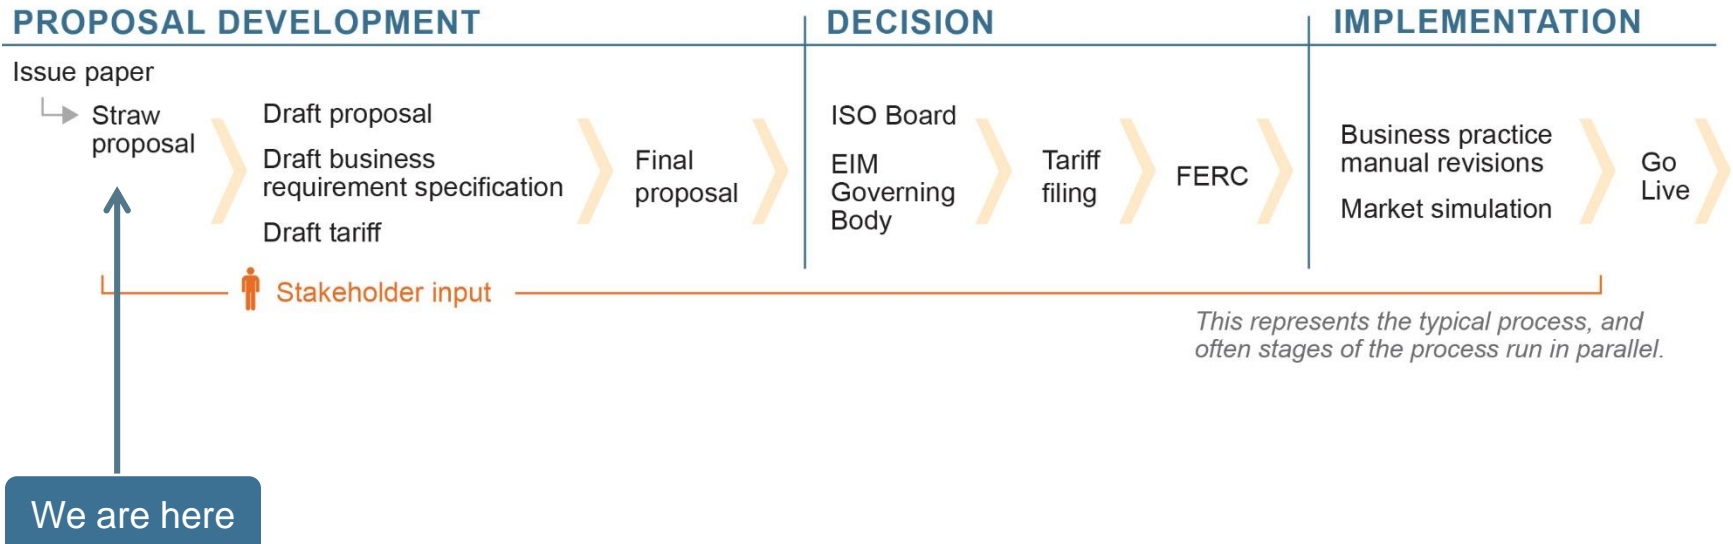 PROPOSAL DEVELOPMENT
Issue paper
Straw
proposal
Draft proposal
Draft business
requirement specification
Draft tariff
Final
proposal
DECISION
ISO Board
EIM
Governing
Body
Tariff
filing
FERC
IMPLEMENTATION
Business practice
manual revisions
Market simulation
Go
Live
Stakeholder input
This represents the typical process, and
often stages of the process run in parallel.
We are here